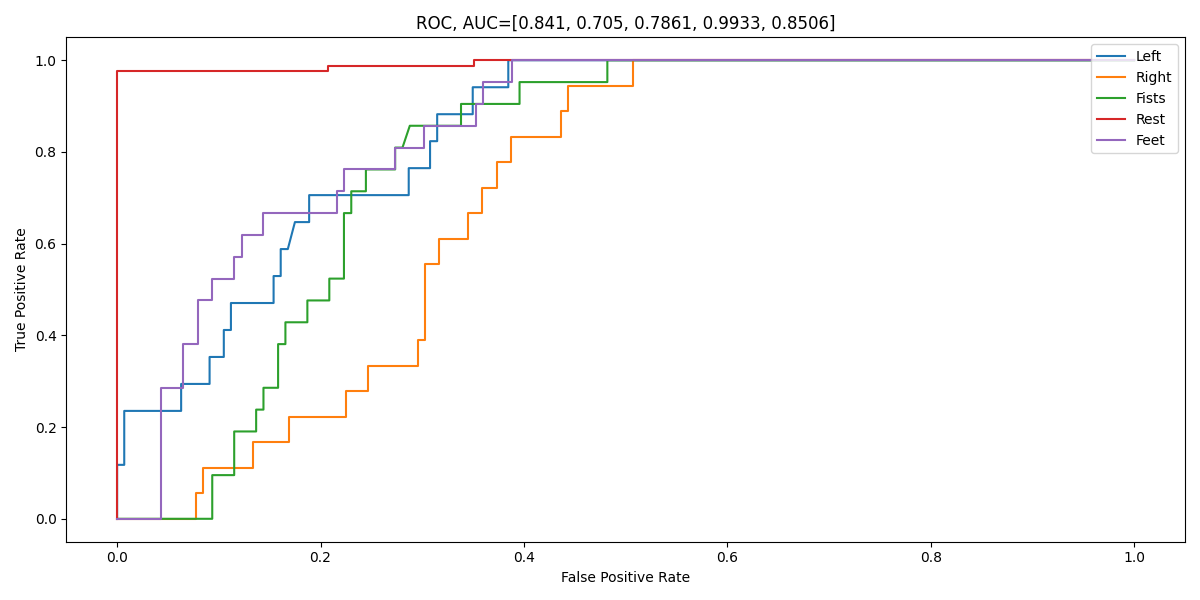 ROC, AUC=[0.841, 0.705, 0.7861, 0.9933, 0.8506]
True Positive Rate
1.0
0.8
0.6
0.4
0.2
0.0
Left
Right
Fists
Rest
Feet
0.0 0.2 0.4 0.6 0.8 1.0
False Positive Rate